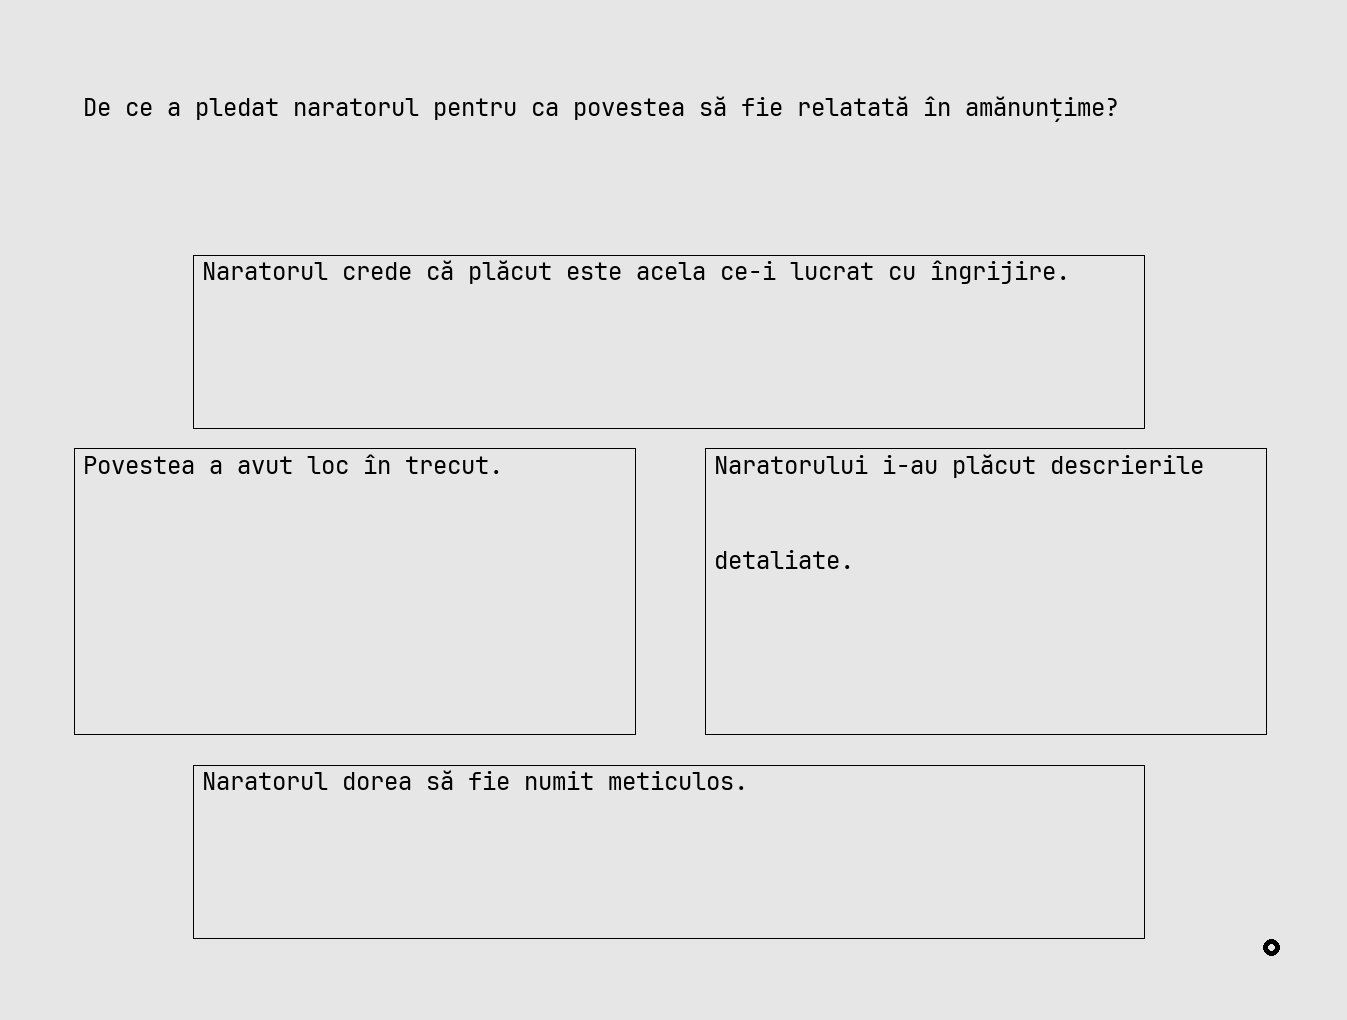 De ce a pledat naratorul pentru ca povestea să fie relatată în amănunțime?
Naratorul crede că plăcut este acela ce-i lucrat cu îngrijire.
Povestea a avut loc în trecut.
Naratorului i-au plăcut descrierile
detaliate.
Naratorul dorea să fie numit meticulos.